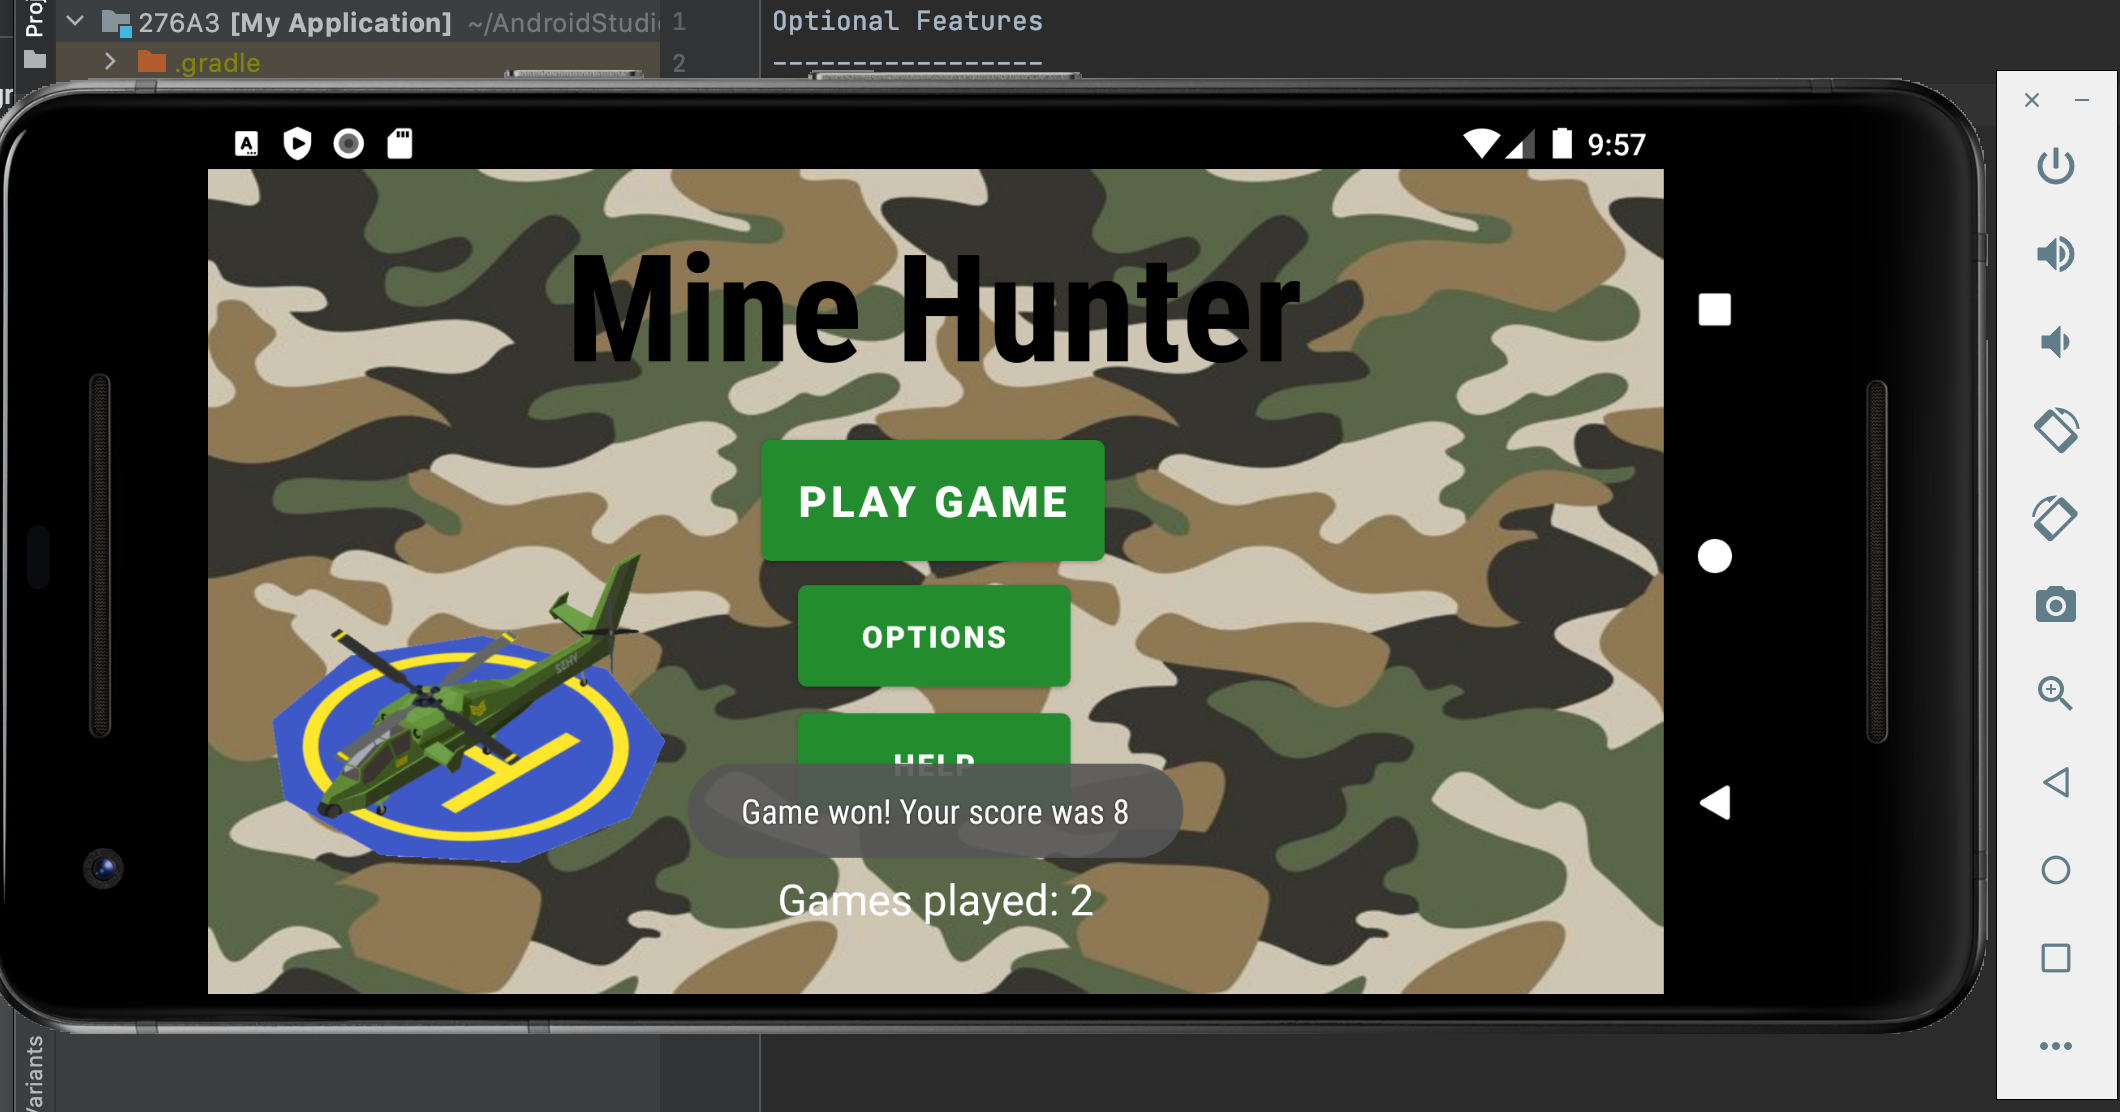 Proj
276A3 [My Application] ~/AndroidStudi
.gradle
1 Optional Features
2 -----------------
9:57
Mine Hunter
PLAY GAME
OPTIONS
HELP
Game won! Your score was 8
Games played: 2
Variants